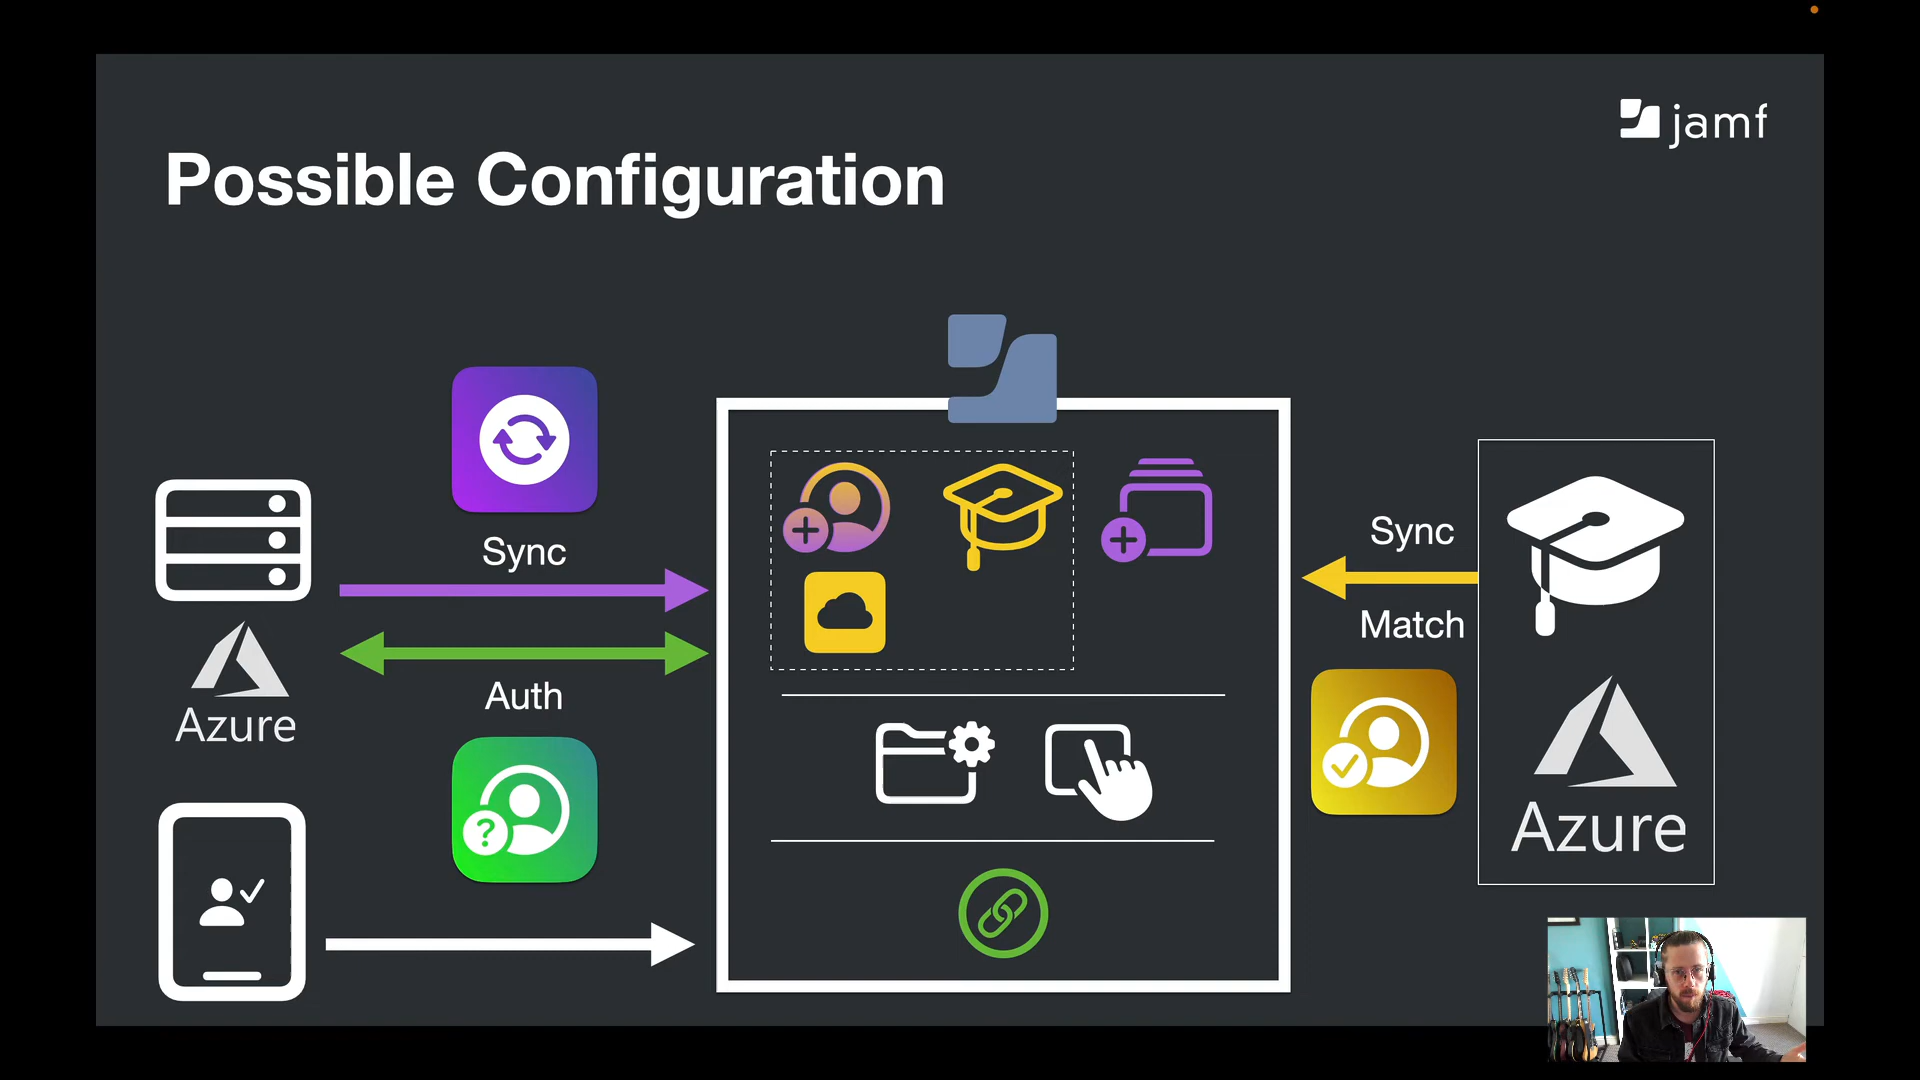 jamf
Possible Configuration
Sync
Auth
Azure
?
Sync
Match
Azure